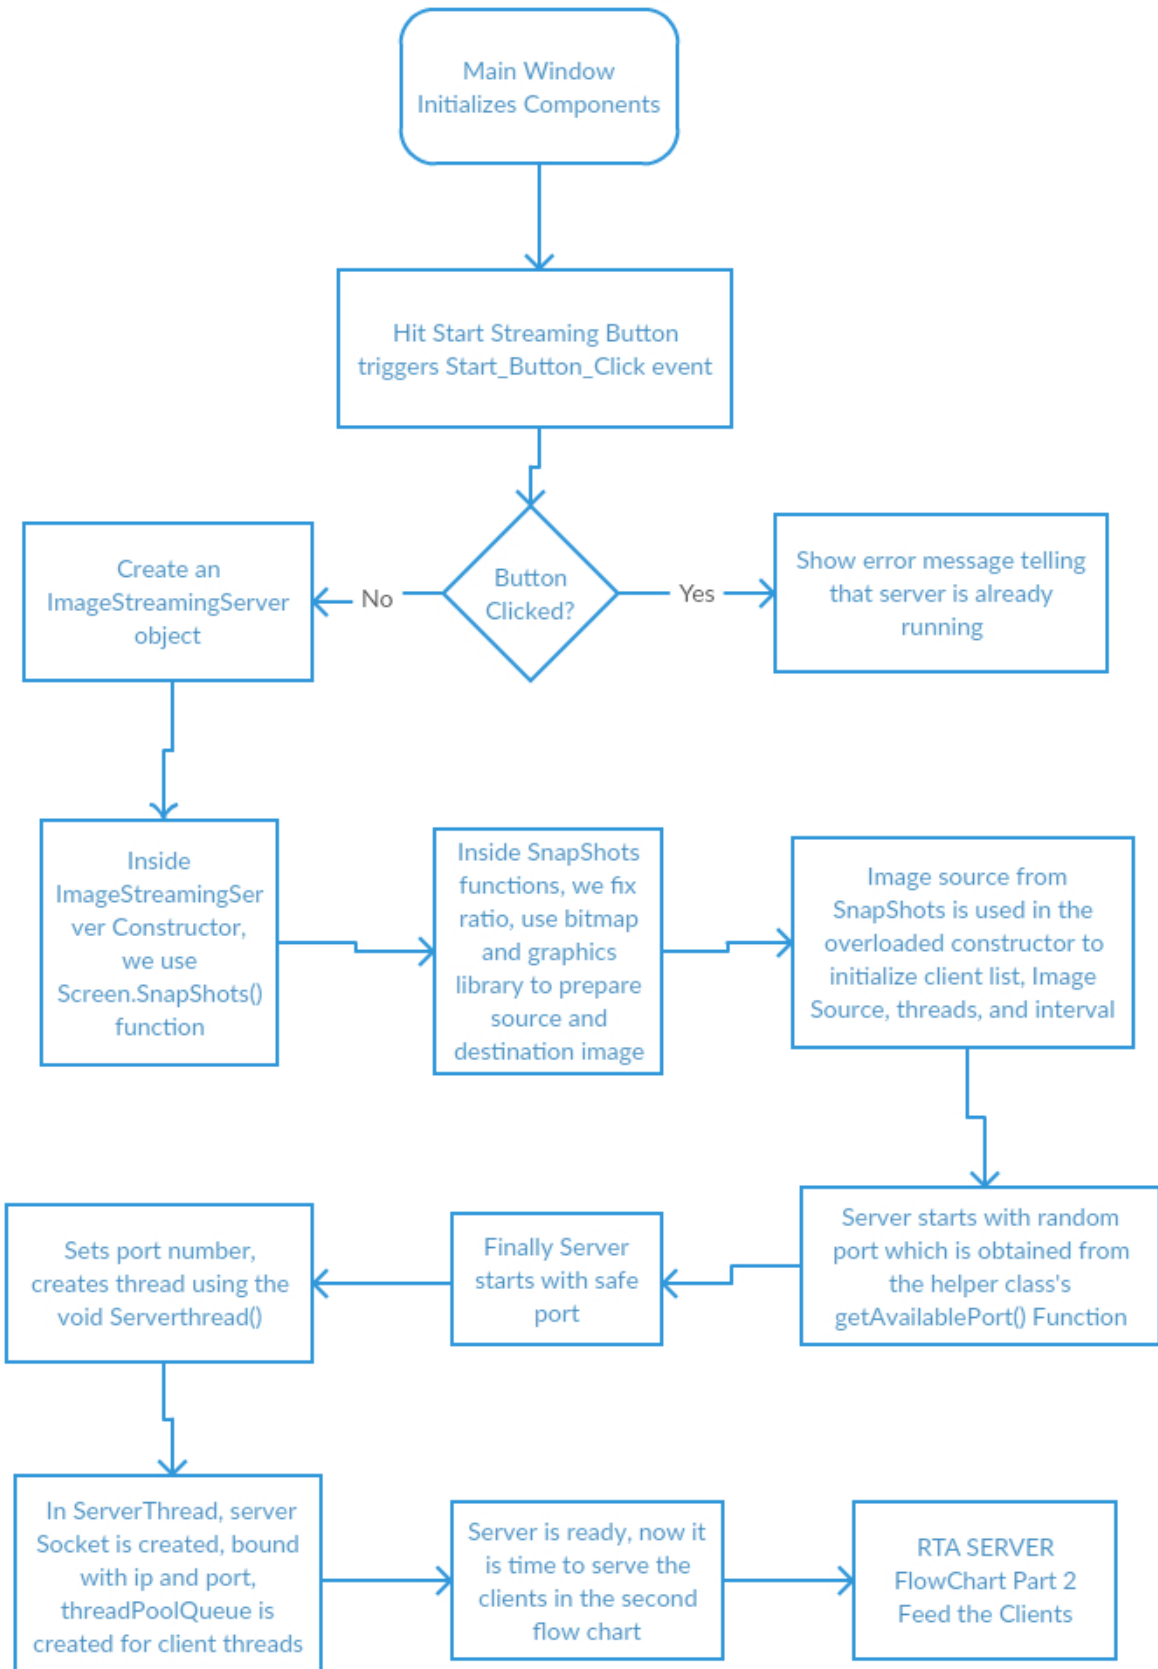 Main Window
Initializes Components
Hit Start Streaming Button
triggers Start_Button_Click event
Button
Clicked?
No
Yes
Create an
ImageStreamingServer
object
Show error message telling
that server is already
running
Inside
ImageStreamingSer
ver Constructor,
we use
Screen.SnapShots()
function
Inside SnapShots
functions, we fix
ratio, use bitmap
and graphics
library to prepare
source and
destination image
Image source from
SnapShots is used in the
overloaded constructor to
initialize client list, Image
Source, threads, and interval
Server starts with random
port which is obtained from
the helper class's
getAvailablePort() Function
Finally Server
starts with safe
port
Sets port number,
creates thread using the
void Serverthread()
In ServerThread, server
Socket is created, bound
with ip and port,
threadPoolQueue is
created for client threads
Server is ready, now it
is time to serve the
clients in the second
flow chart
RTA SERVER
FlowChart Part 2
Feed the Clients